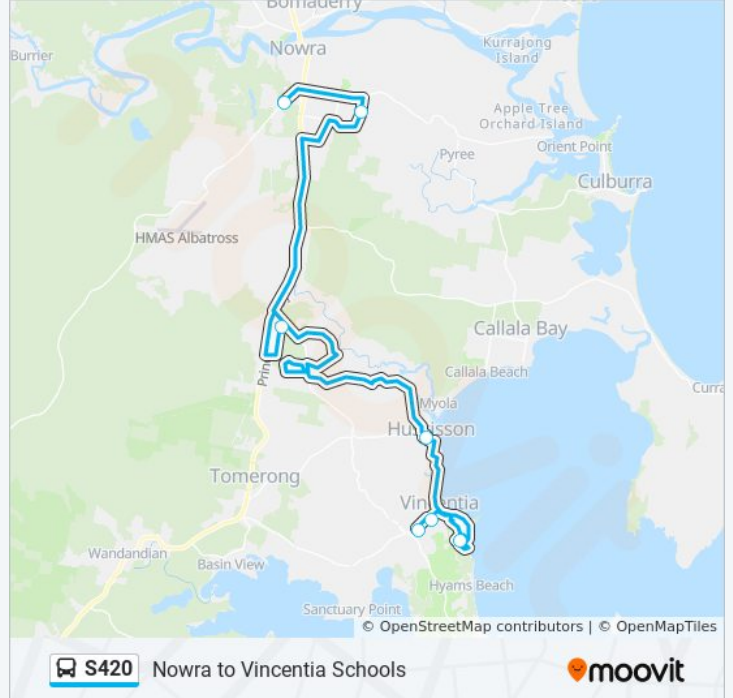 Bomaderry
Nowra
Burrier
Kurrajong
Island
Apple Tree
Orchard Island
Orient Point
Pyree
Culburra
HMAS Albatross
Callala Bay
Princ
Callala Beach
Curra
Myola
Huskisson
Tomerong
Vincentia
Wandandian
Basin View
Hyams Beach
Sanctuary Point
© OpenStreetMap contributors | © OpenMapTiles
S420 Nowra to Vincentia Schools
moovit